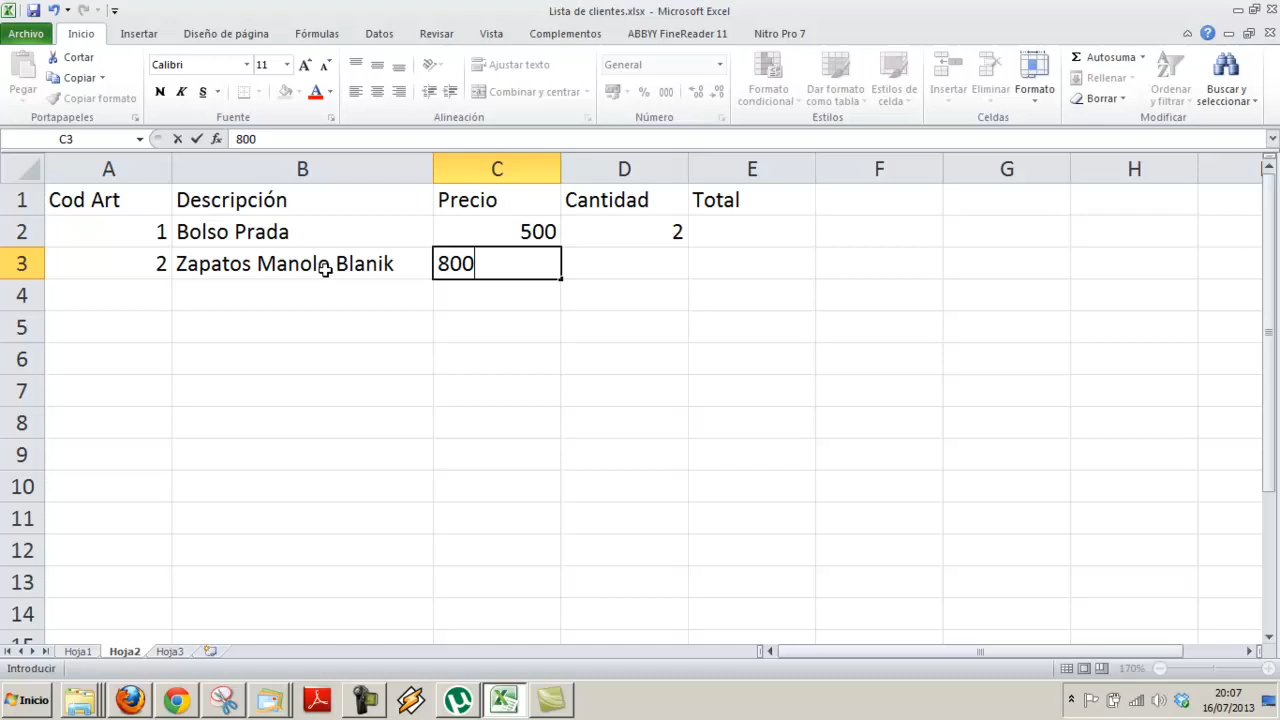 Lista de clientes.xlsx - Microsoft Excel
Archivo Inicio Insertar Diseño de página Fórmulas Datos Revisar Vista Complementos ABBYY FineReader 11 Nitro Pro 7
Pegar
Cortar
Copiar
Copiar formato
Portapapeles
Calibri 11
N K S
Fuente
Ajustar texto
Combinar y centrar
Alineación
General
% 000
Número
Formato condicional
Dar formato como tabla
Estilos de celda
Estilos
Insertar Eliminar Formato
Celdas
Autosuma
Rellenar
Borrar
Ordenar y filtrar
Buscar y seleccionar
Modificar
C3 fx 800
A B C D E F G H
1 Cod Art Descripción Precio Cantidad Total
2 1 Bolso Prada 500 2
3 2 Zapatos Manolo Blanik 800
4
5
6
7
8
9
10
11
12
13
14
15
Hoja1 Hoja2 Hoja3
Introducir 170%
Inicio 20:07
16/07/2013